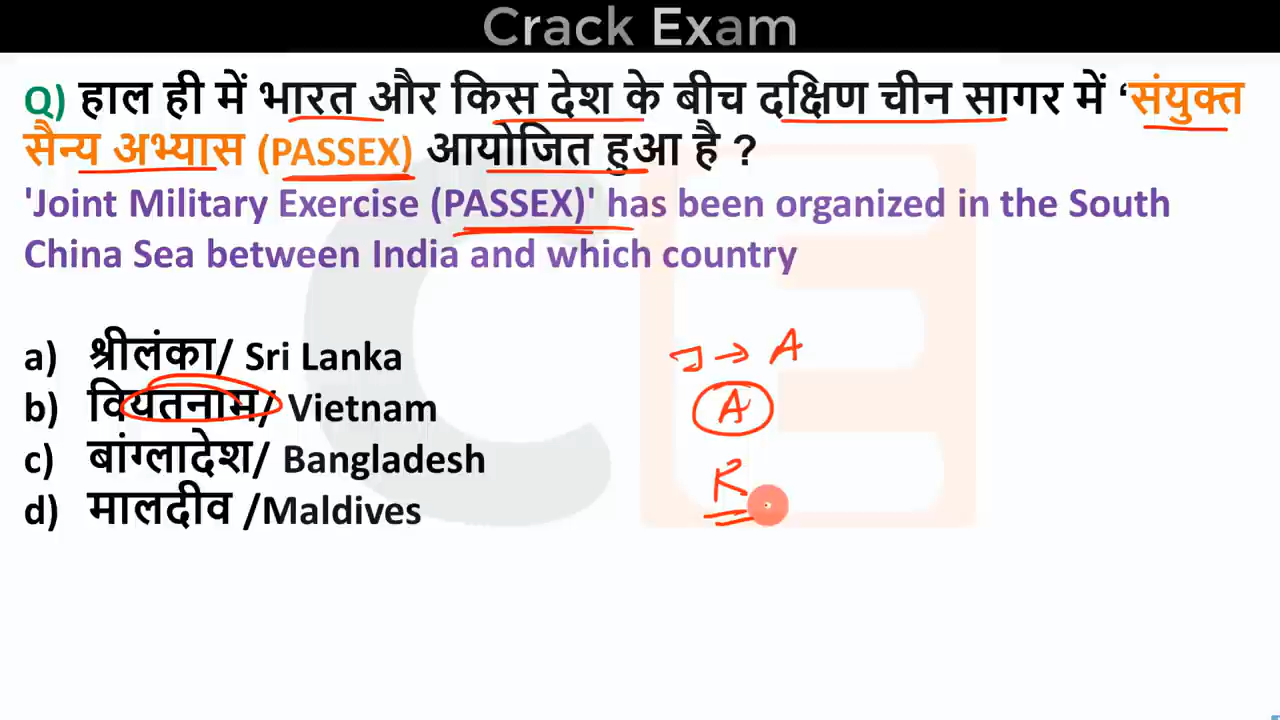 Crack Exam
Q) हाल ही में भारत और किस देश के बीच दक्षिण चीन सागर में ‘संयुक्त
सैन्य अभ्यास (PASSEX) आयोजित हुआ है ?
'Joint Military Exercise (PASSEX)' has been organized in the South
China Sea between India and which country
a) श्रीलंका/ Sri Lanka
b) वियतनाम/ Vietnam
c) बांग्लादेश/ Bangladesh
d) मालदीव /Maldives
→ A
A
R